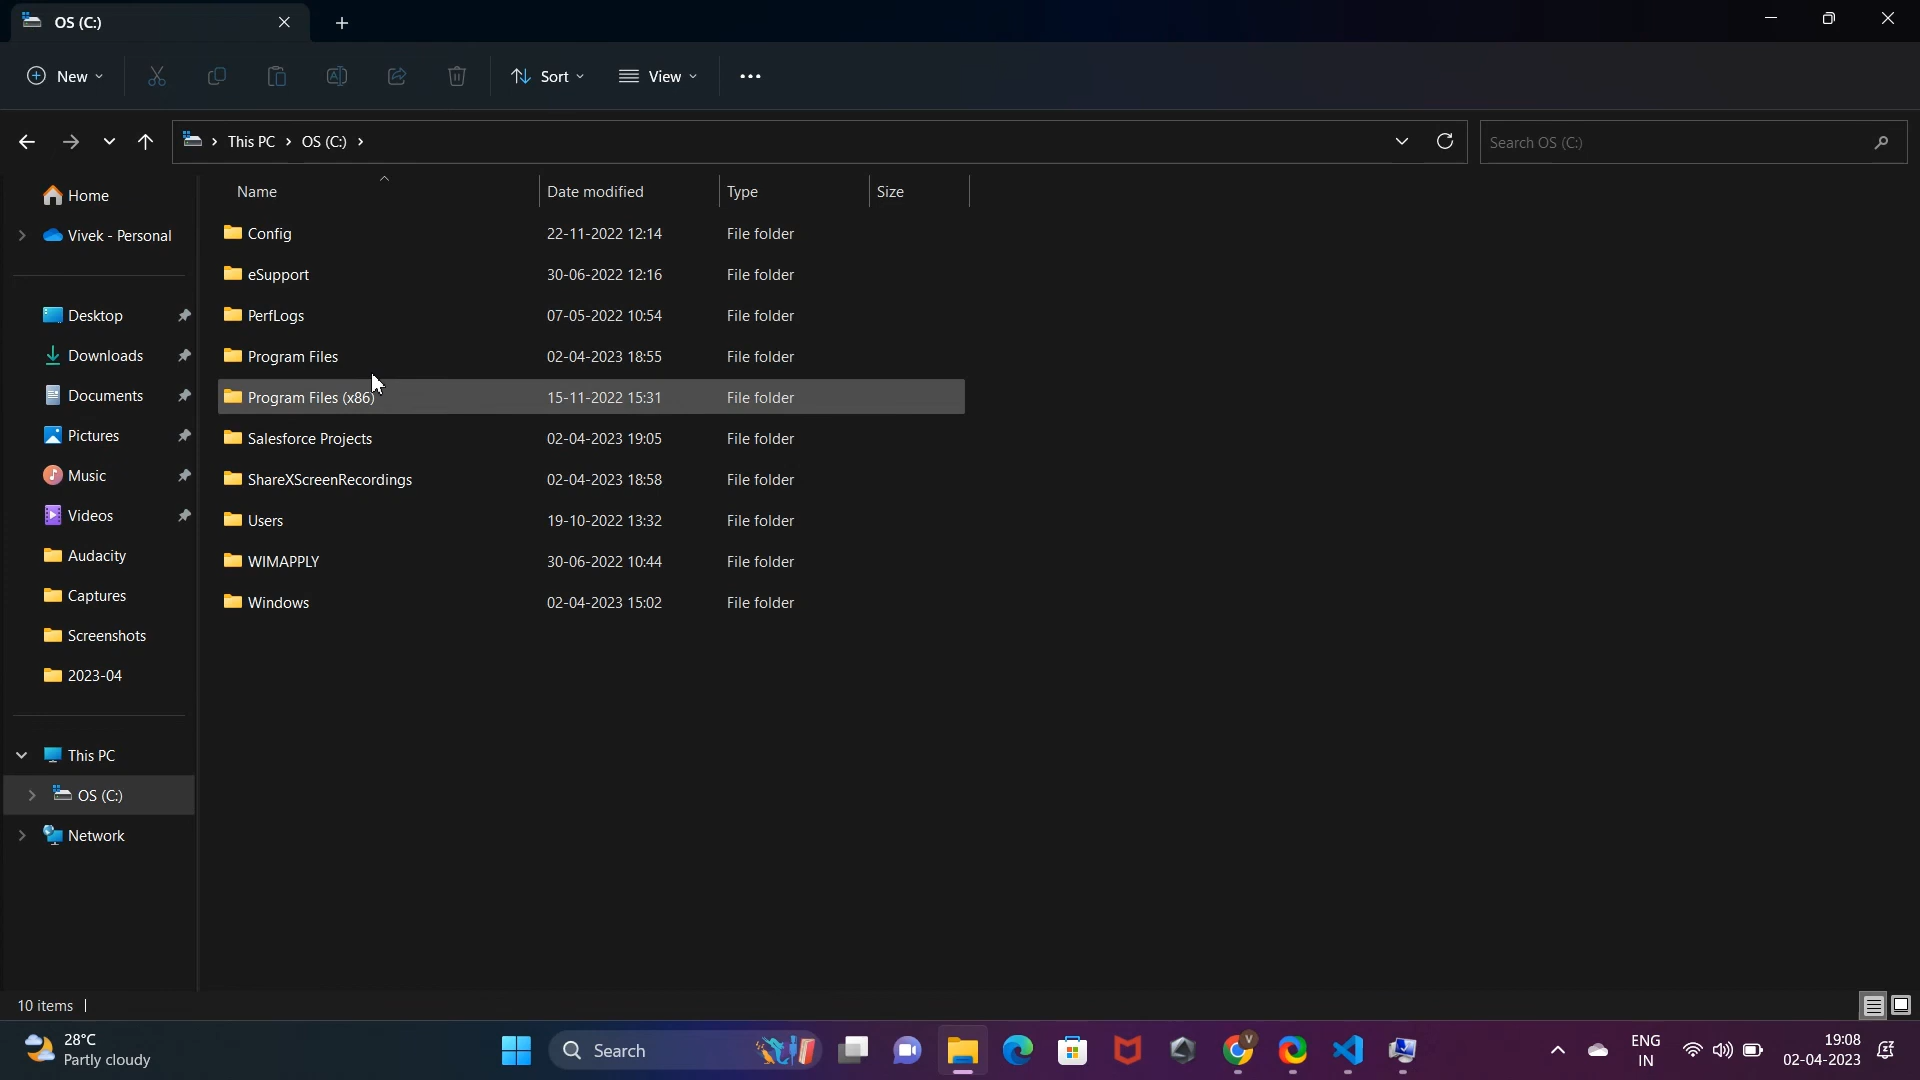 OS (C:)
New
Sort
View
This PC
OS (C:)
Search OS (C:)
Home
Vivek - Personal
Desktop
Downloads
Documents
Pictures
Music
Videos
Audacity
Captures
Screenshots
2023-04
This PC
OS (C:)
Network
Name Date modified Type Size
Config 22-11-2022 12:14 File folder
eSupport 30-06-2022 12:16 File folder
PerfLogs 07-05-2022 10:54 File folder
Program Files 02-04-2023 18:55 File folder
Program Files (x86) 15-11-2022 15:31 File folder
Salesforce Projects 02-04-2023 19:05 File folder
ShareXScreenRecordings 02-04-2023 18:58 File folder
Users 19-10-2022 13:32 File folder
WIMAPPLY 30-06-2022 10:44 File folder
Windows 02-04-2023 15:02 File folder
10 items
28°C
Partly cloudy
Search
V
ENG
IN
19:08
02-04-2023